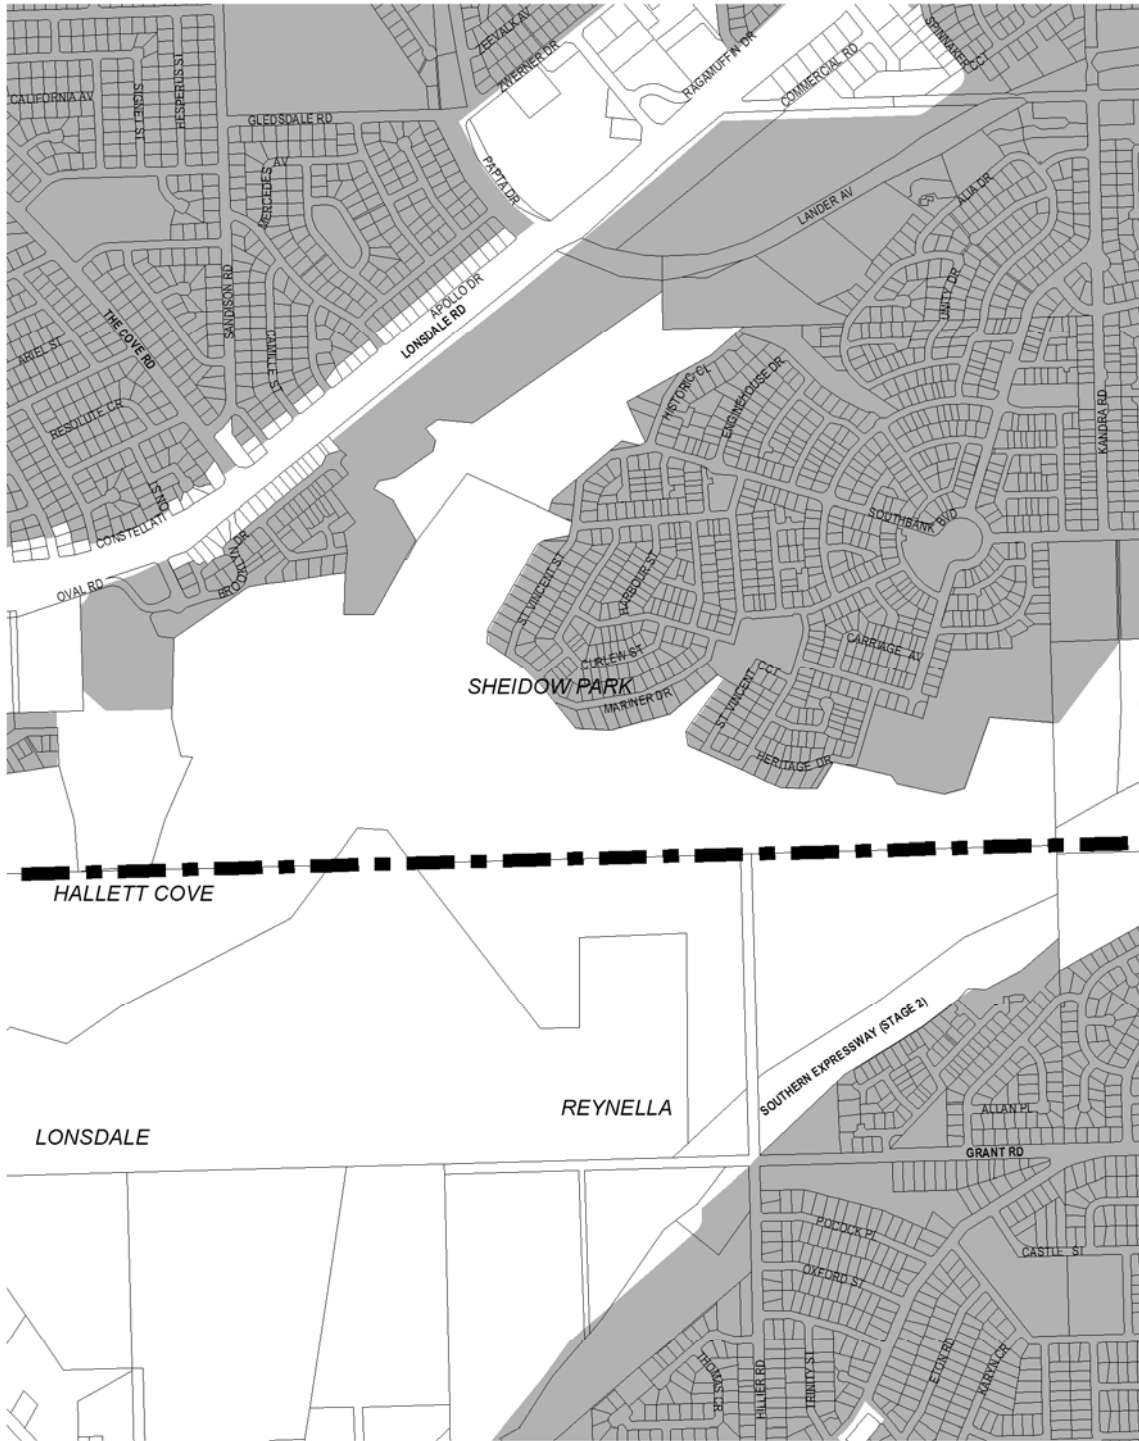 ZEEVALK AV
ZWERNER DR
RAGAMUFFIN DR
COMMERCIAL RD
SPINNAKER CCT
CALIFORNIA AV
SIGNET ST
HESPERUS ST
GLEDSDALE RD
MERCEDES AV
PAPTA DR
LANDER AV
ALIA DR
UNITY DR
SANDISON RD
APOLLO DR
LONSDALE RD
THE COVE RD
CAMILLE ST
ARIEL ST
RESOLUTE CR
HISTORIC CL
ENGINEHOUSE DR
KANDRA RD
CONSTELLATION ST
SOUTHBANK BVD
OVAL RD
BROOKLYN DR
ST VINCENT ST
HARBOUR ST
CURLEW ST
CARRIAGE AV
SHEIDOW PARK
MARINER DR
ST VINCENT CCT
HERITAGE DR
HALLETT COVE
SOUTHERN EXPRESSWAY (STAGE 2)
REYNELLA
ALLAN PL
LONSDALE
GRANT RD
POCOCK PL
CASTLE ST
OXFORD ST
THOMAS CR
HILLIER RD
TRINITY ST
ETON RD
KARYN CR